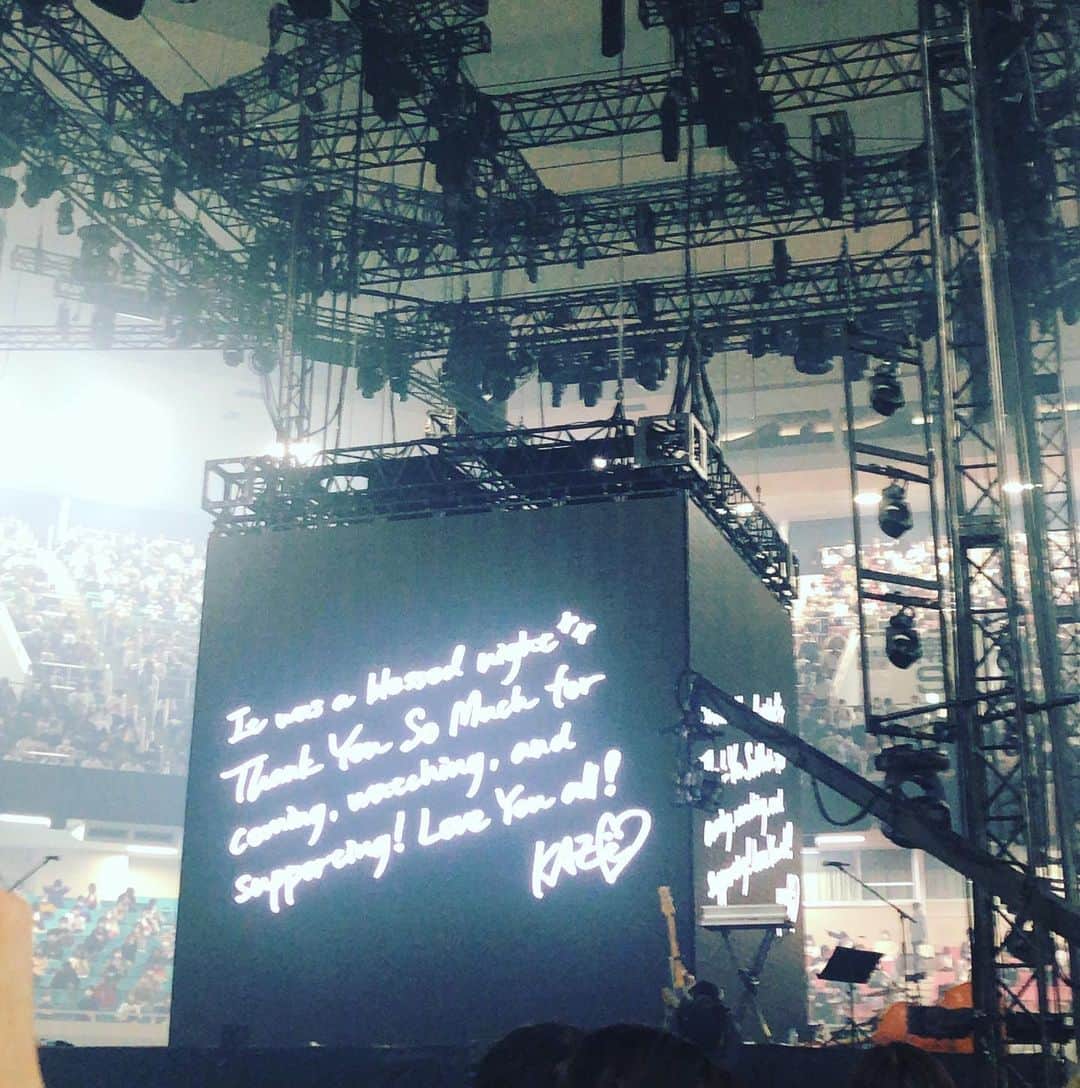 It was a blessed night
Thank You So Much for
coming, watching, and
supporting! Love You all!
KAZE